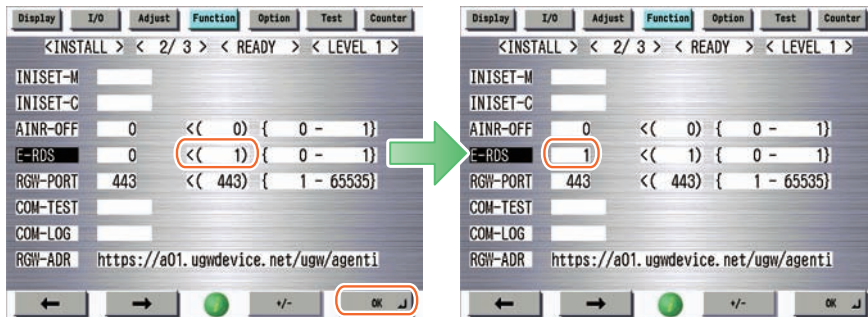 Display I/O Adjust Function Option Test Counter
<INSTALL > < 2/ 3 > < READY > < LEVEL 1 >
INISET-M
INISET-C
AINR-OFF 0 <( 0) { 0 - 1}
E-RDS 0 <( 1) { 0 - 1}
RGW-PORT 443 <( 443) { 1 - 65535}
COM-TEST
COM-LOG
RGW-ADR https://a01.ugwdevice.net/ugw/agenti
+/- OK
Display I/O Adjust Function Option Test Counter
<INSTALL > < 2/ 3 > < READY > < LEVEL 1 >
INISET-M
INISET-C
AINR-OFF 0 <( 0) { 0 - 1}
E-RDS 1 <( 1) { 0 - 1}
RGW-PORT 443 <( 443) { 1 - 65535}
COM-TEST
COM-LOG
RGW-ADR https://a01.ugwdevice.net/ugw/agenti
+/- OK